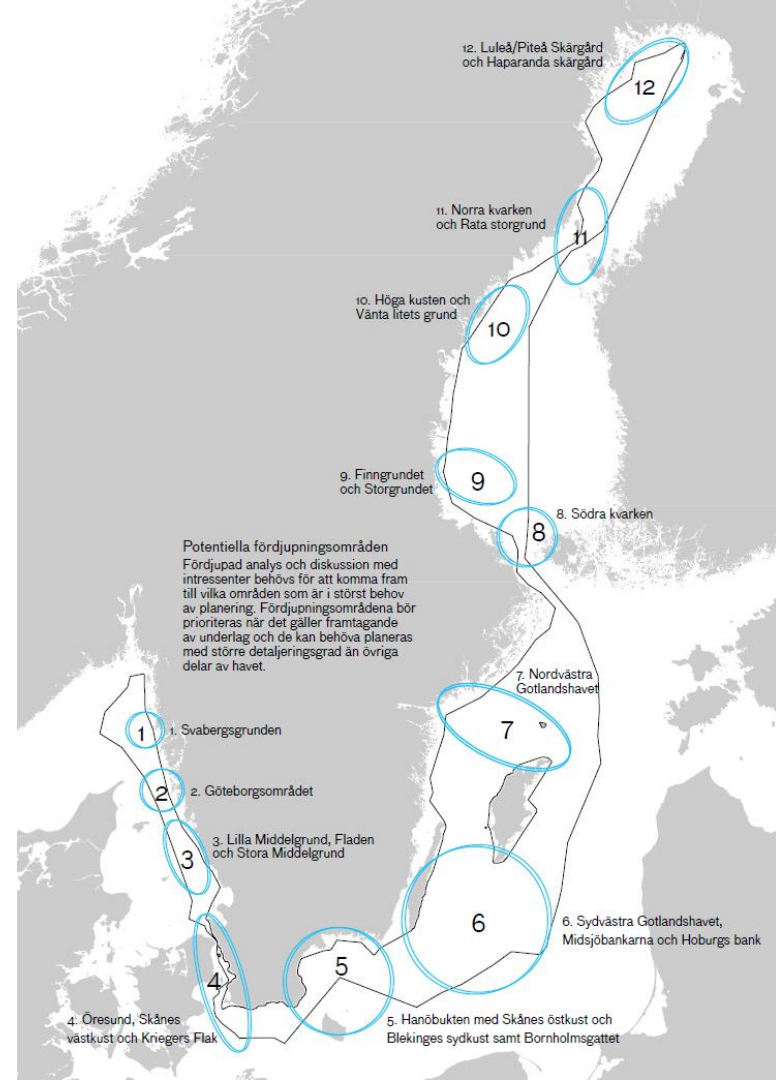 12. Luleå/Piteå Skärgård
och Haparanda skärgård
12
11. Norra kvarken
och Rata storgrund
11
10. Höga kusten och
Vänta litets grund
10
9. Finngrundet
och Storgrundet
9
8. Södra kvarken
8
Potentiella fördjupningsområden
Fördjupad analys och diskussion med
intressenter behövs för att komma fram
till vilka områden som är i störst behov
av planering. Fördjupningsområdena bör
prioriteras när det gäller framtagande
av underlag och de kan behöva planeras
med större detaljeringsgrad än övriga
delar av havet.
7. Nordvästra
Gotlandshavet
7
1
1. Svabergsgrunden
2
2. Göteborgsområdet
3
3. Lilla Middelgrund, Fladen
och Stora Middelgrund
6
6. Sydvästra Gotlandshavet,
Midsjöbankarna och Hoburgs bank
4
5
4. Öresund, Skånes
västkust och Kriegers Flak
5. Hanöbukten med Skånes östkust och
Blekinges sydkust samt Bornholmsgattet